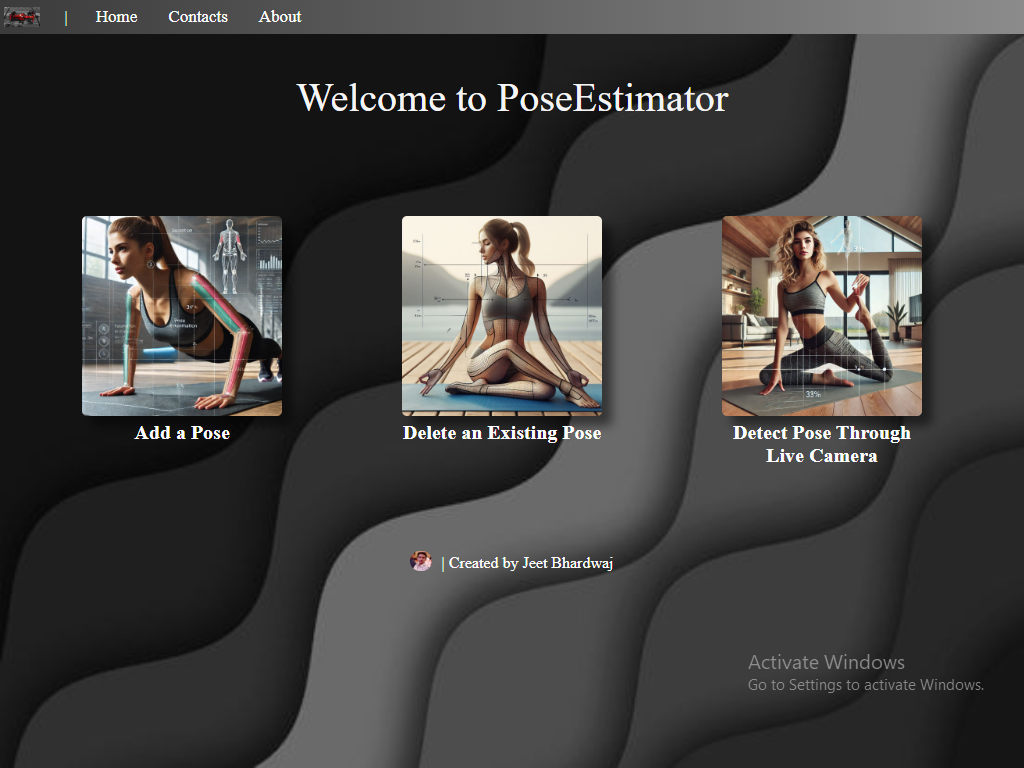 | Home Contacts About
Welcome to PoseEstimator
Add a Pose
Delete an Existing Pose
Detect Pose Through
Live Camera
33%
| Created by Jeet Bhardwaj
Activate Windows
Go to Settings to activate Windows.